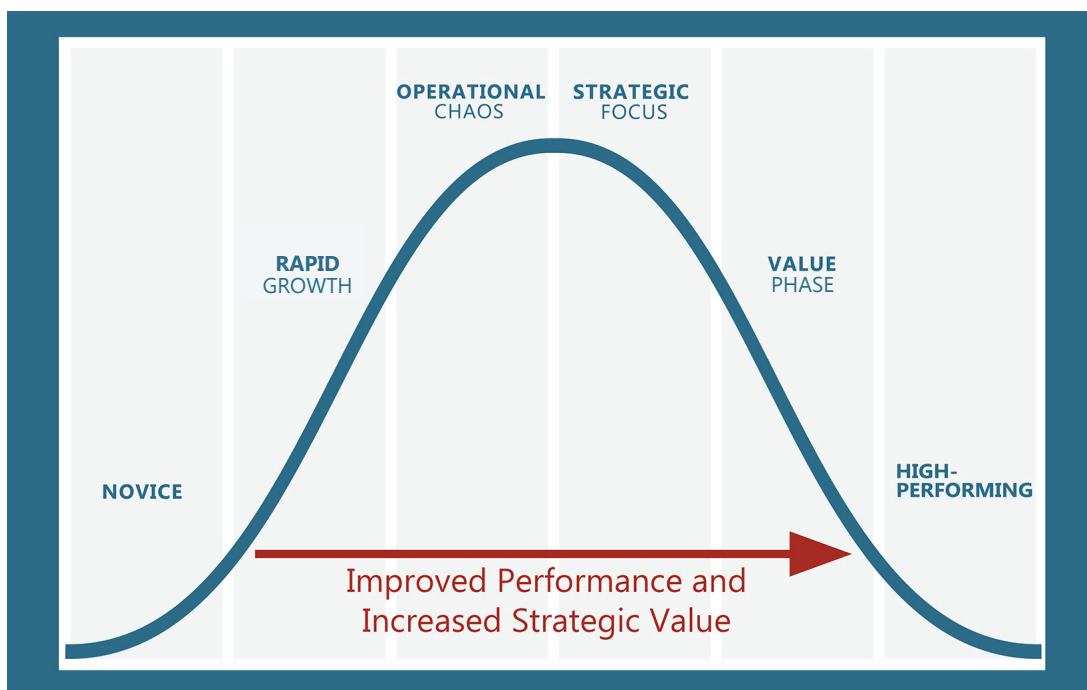 NOVICE
RAPID
GROWTH
OPERATIONAL
CHAOS
STRATEGIC
FOCUS
VALUE
PHASE
HIGH-
PERFORMING
Improved Performance and
Increased Strategic Value